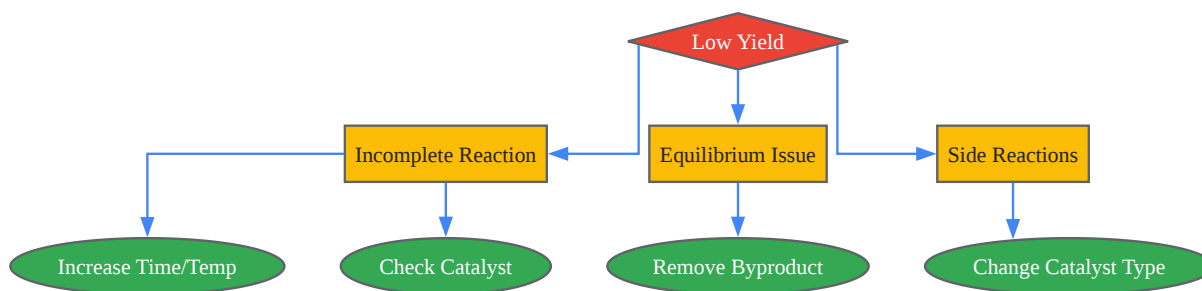 Low Yield
Incomplete Reaction
Equilibrium Issue
Side Reactions
Increase Time/Temp
Check Catalyst
Remove Byproduct
Change Catalyst Type